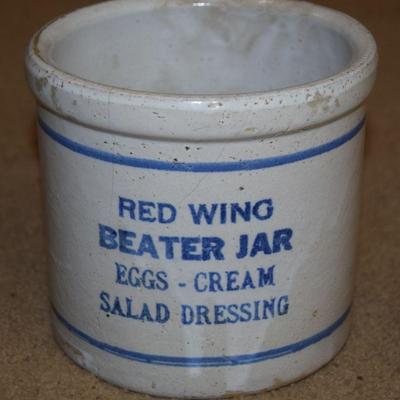 RED WING
BEATER JAR
EGGS - CREAM
SALAD DRESSING